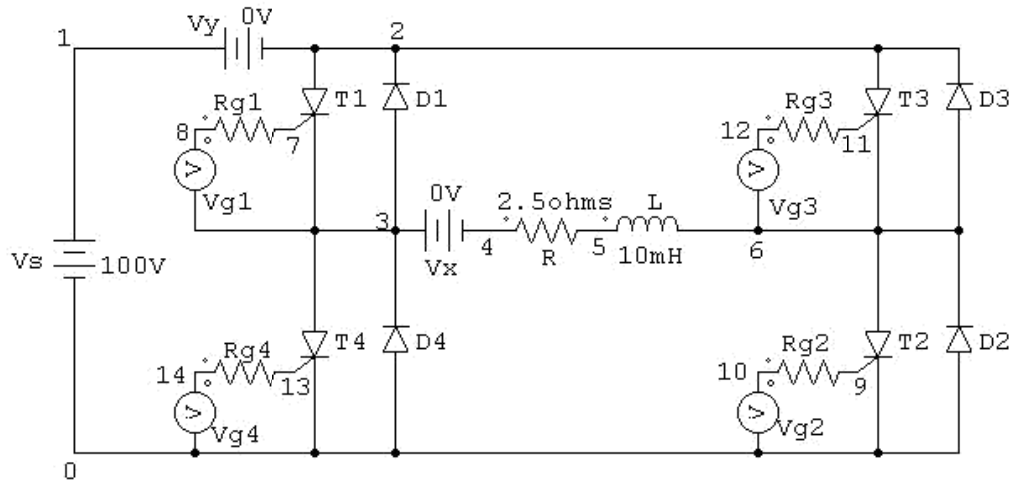 Vy 0V
1 2
Rg1 T1 D1 Rg3 T3 D3
8 7 12 11
V V
Vg1 0V 2.5ohms L Vg3
3 4 5 6
Vx R 10mH
Vs 100V
Rg4 T4 D4 Rg2 T2 D2
14 13 10 9
V V
Vg4 Vg2
0